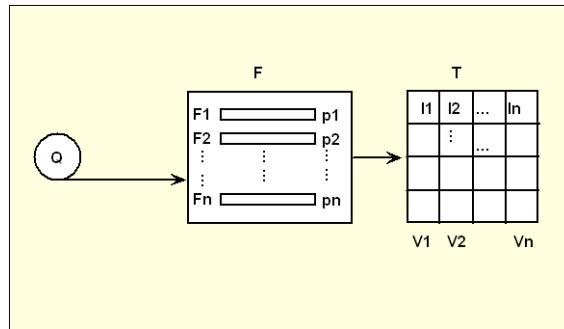 F T
F1 p1 I1 I2 ... In
F2 p2
Q ...
Fn pn
V1 V2 Vn